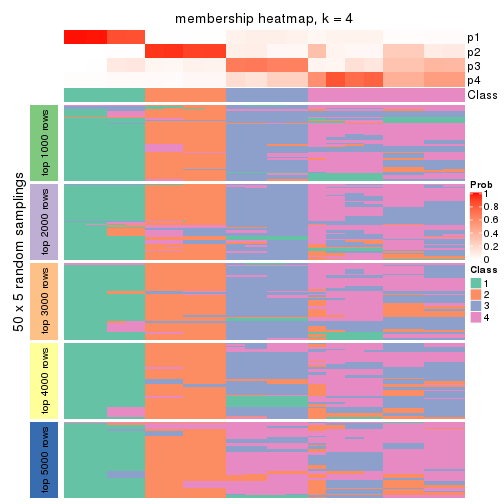 membership heatmap, k = 4
p1
p2
p3
p4
Class
50 x 5 random samplings
top 1000 rows
top 2000 rows
top 3000 rows
top 4000 rows
top 5000 rows
Prob
1
0.8
0.6
0.4
0.2
0
Class
1
2
3
4